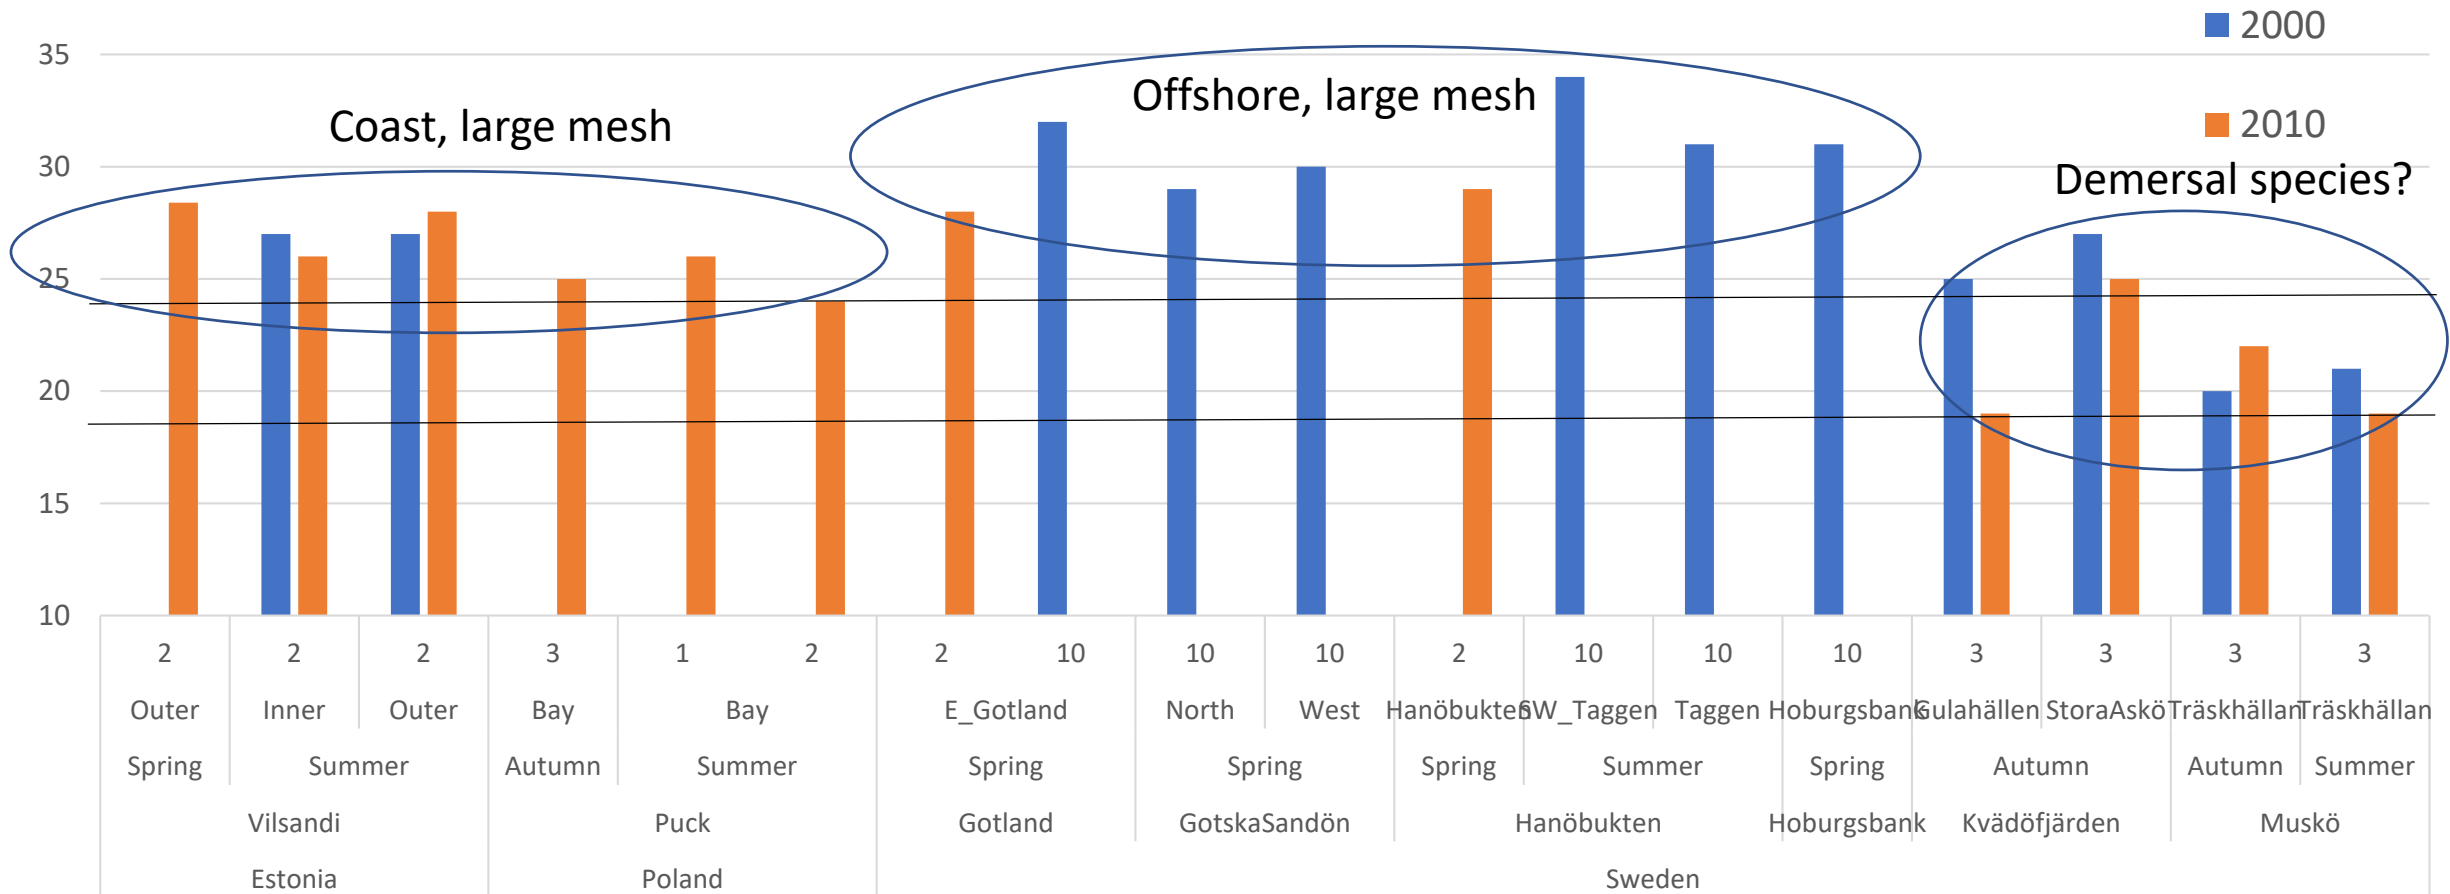 2000
35
Offshore, large mesh
Coast, large mesh
2010
30
Demersal species?
25
20
15
10
2 2 2 3 1 2 2 10 10 10 2 10 10 10 3 3 3 3
Outer Inner Outer Bay Bay E_Gotland North West Hanöbukten SW_Taggen Taggen Hoburgsbank Gulahällen StoraAskö Träskhällan Träskhällan
Spring Summer Autumn Summer Spring Spring Spring Summer Spring Autumn Autumn Summer
Vilsandi Puck Gotland GotskaSandön Hanöbukten Hoburgsbank Kvädöfjärden Muskö
Estonia Poland Sweden